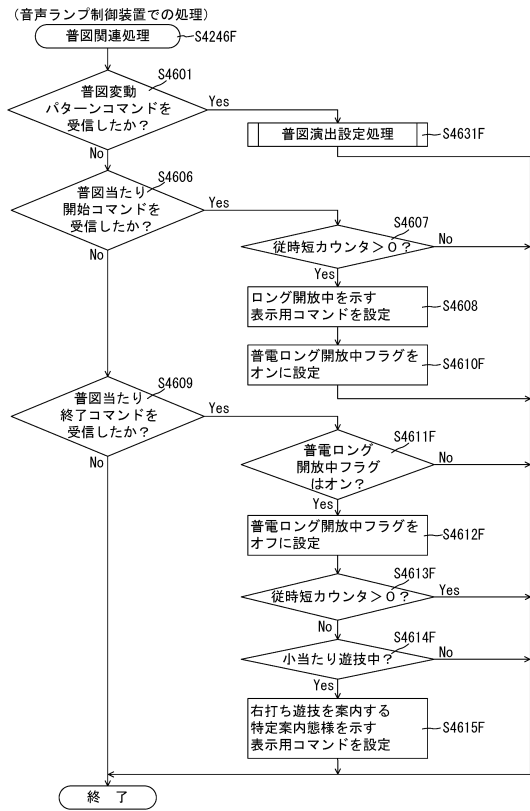 (音声ランプ制御装置での処理)
普図関連処理
S4246F
S4601
普図変動
パターンコマンドを
受信したか？
Yes
No
普図演出設定処理
S4631F
S4606
普図当たり
開始コマンドを
受信したか？
Yes
No
S4607
従時短カウンタ＞０？
No
Yes
ロング開放中を示す
表示用コマンドを設定
S4608
普電ロング開放中フラグを
オンに設定
S4610F
S4609
普図当たり
終了コマンドを
受信したか？
Yes
No
S4611F
普電ロング
開放中フラグ
はオン？
No
Yes
普電ロング開放中フラグを
オフに設定
S4612F
S4613F
従時短カウンタ＞０？
Yes
No
S4614F
小当たり遊技中？
No
Yes
右打ち遊技を案内する
特定案内態様を示す
表示用コマンドを設定
S4615F
終　了